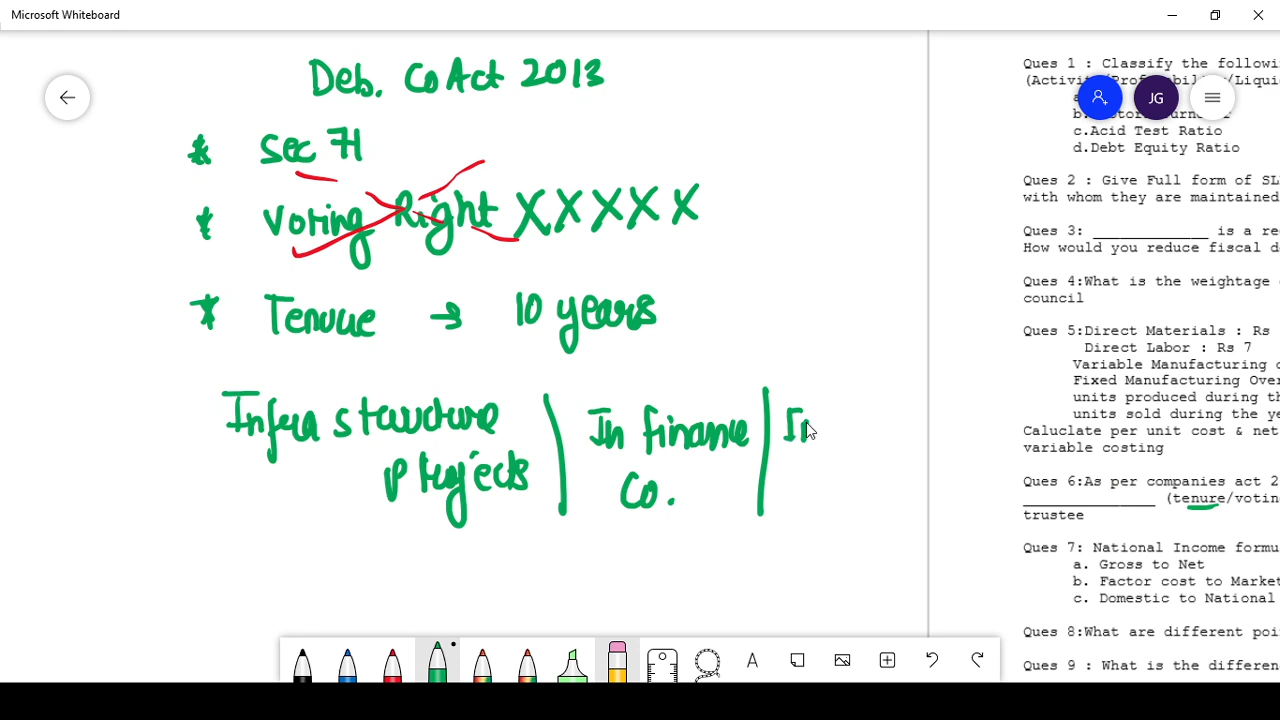 Microsoft Whiteboard
Deb. Co Act 2013
* Sec 71
* Voting Right XXXXX
* Tenure → 10 years
Infrastructure projects
In finance Co.
In
JG
Ques 1 : Classify the followi
c.Acid Test Ratio
d.Debt Equity Ratio
Ques 2 : Give Full form of SL
with whom they are maintained
Ques 3: _____________ is a re
How would you reduce fiscal d
Ques 4:What is the weightage
council
Ques 5:Direct Materials : Rs
Direct Labor : Rs 7
Variable Manufacturing
Fixed Manufacturing Over
units produced during th
units sold during the ye
Caluclate per unit cost & net
variable costing
Ques 6:As per companies act 2
_______________ (tenure/votin
trustee
Ques 7: National Income formu
a. Gross to Net
b. Factor cost to Market
c. Domestic to National
Ques 8:What are different poi
Ques 9 : What is the differen